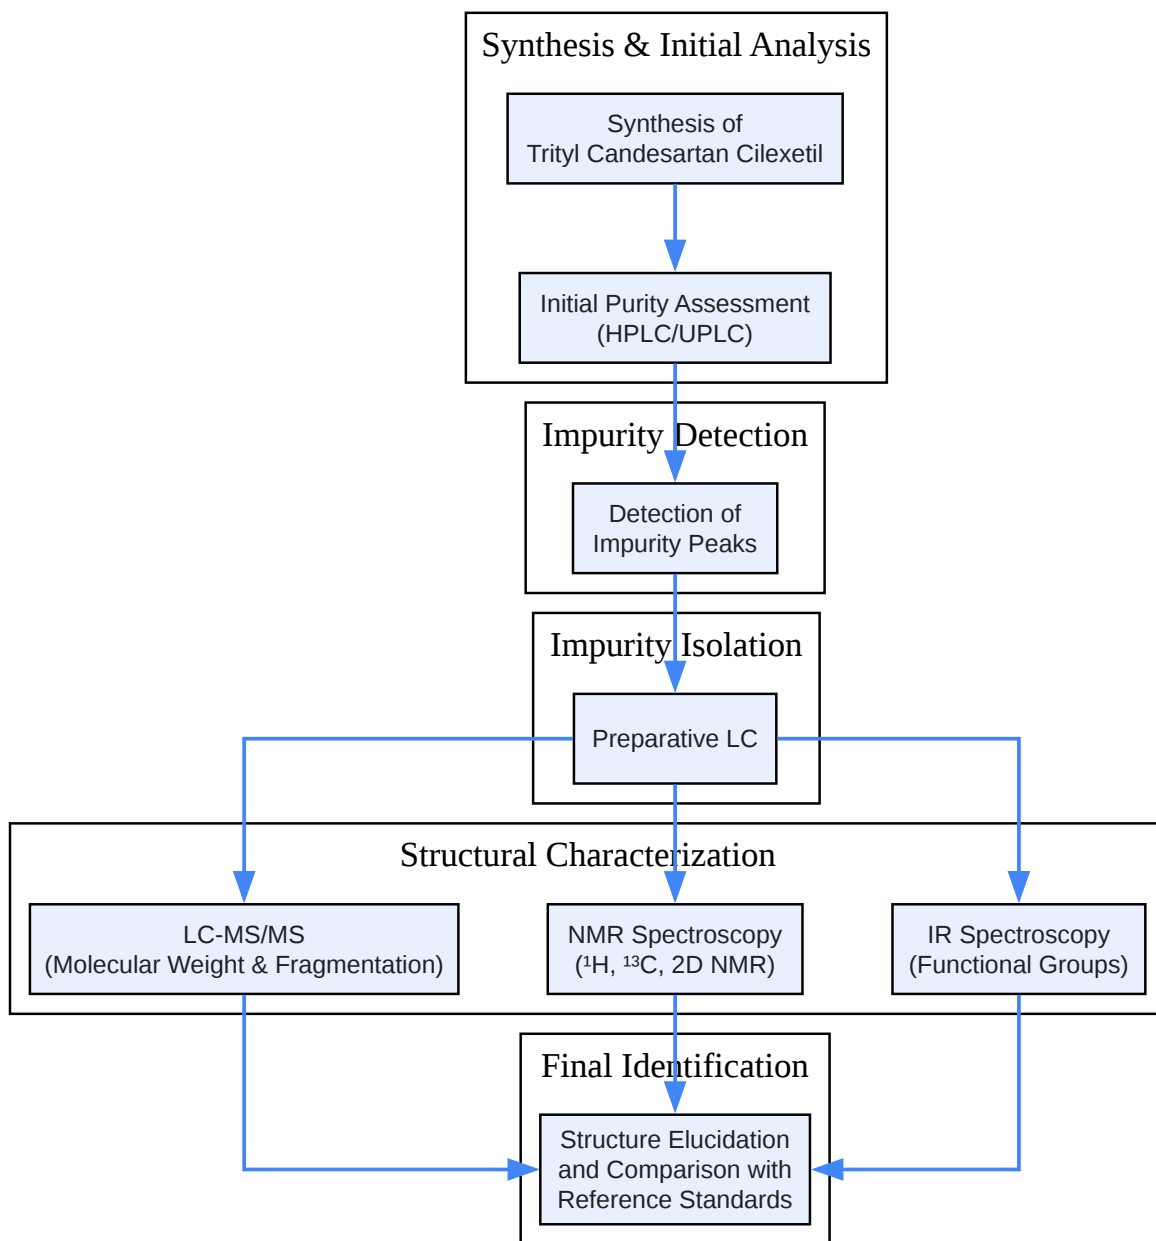 Synthesis & Initial Analysis
Synthesis of
Trityl Candesartan Cilexetil
Initial Purity Assessment
(HPLC/UPLC)
Impurity Detection
Detection of
Impurity Peaks
Impurity Isolation
Preparative LC
Structural Characterization
LC-MS/MS
(Molecular Weight & Fragmentation)
NMR Spectroscopy
(¹H, ¹³C, 2D NMR)
IR Spectroscopy
(Functional Groups)
Final Identification
Structure Elucidation
and Comparison with
Reference Standards